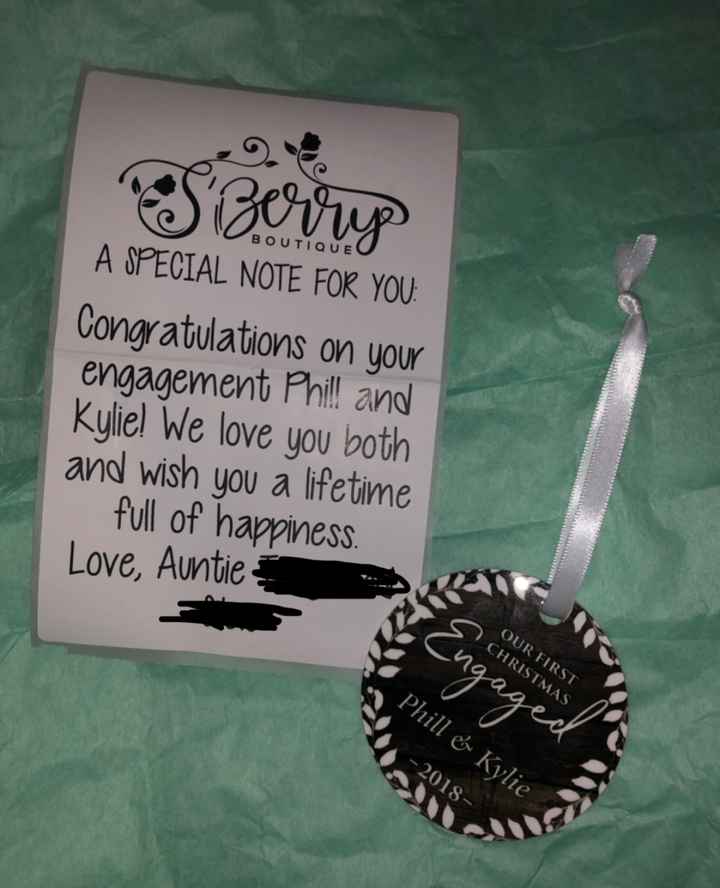 S'Berry
BOUTIQUE
A SPECIAL NOTE FOR YOU:
Congratulations on your
engagement Phill and
Kylie! We love you both
and wish you a lifetime
full of happiness.
Love, Auntie
OUR FIRST
CHRISTMAS
Engaged
Phill & Kylie
-2018-